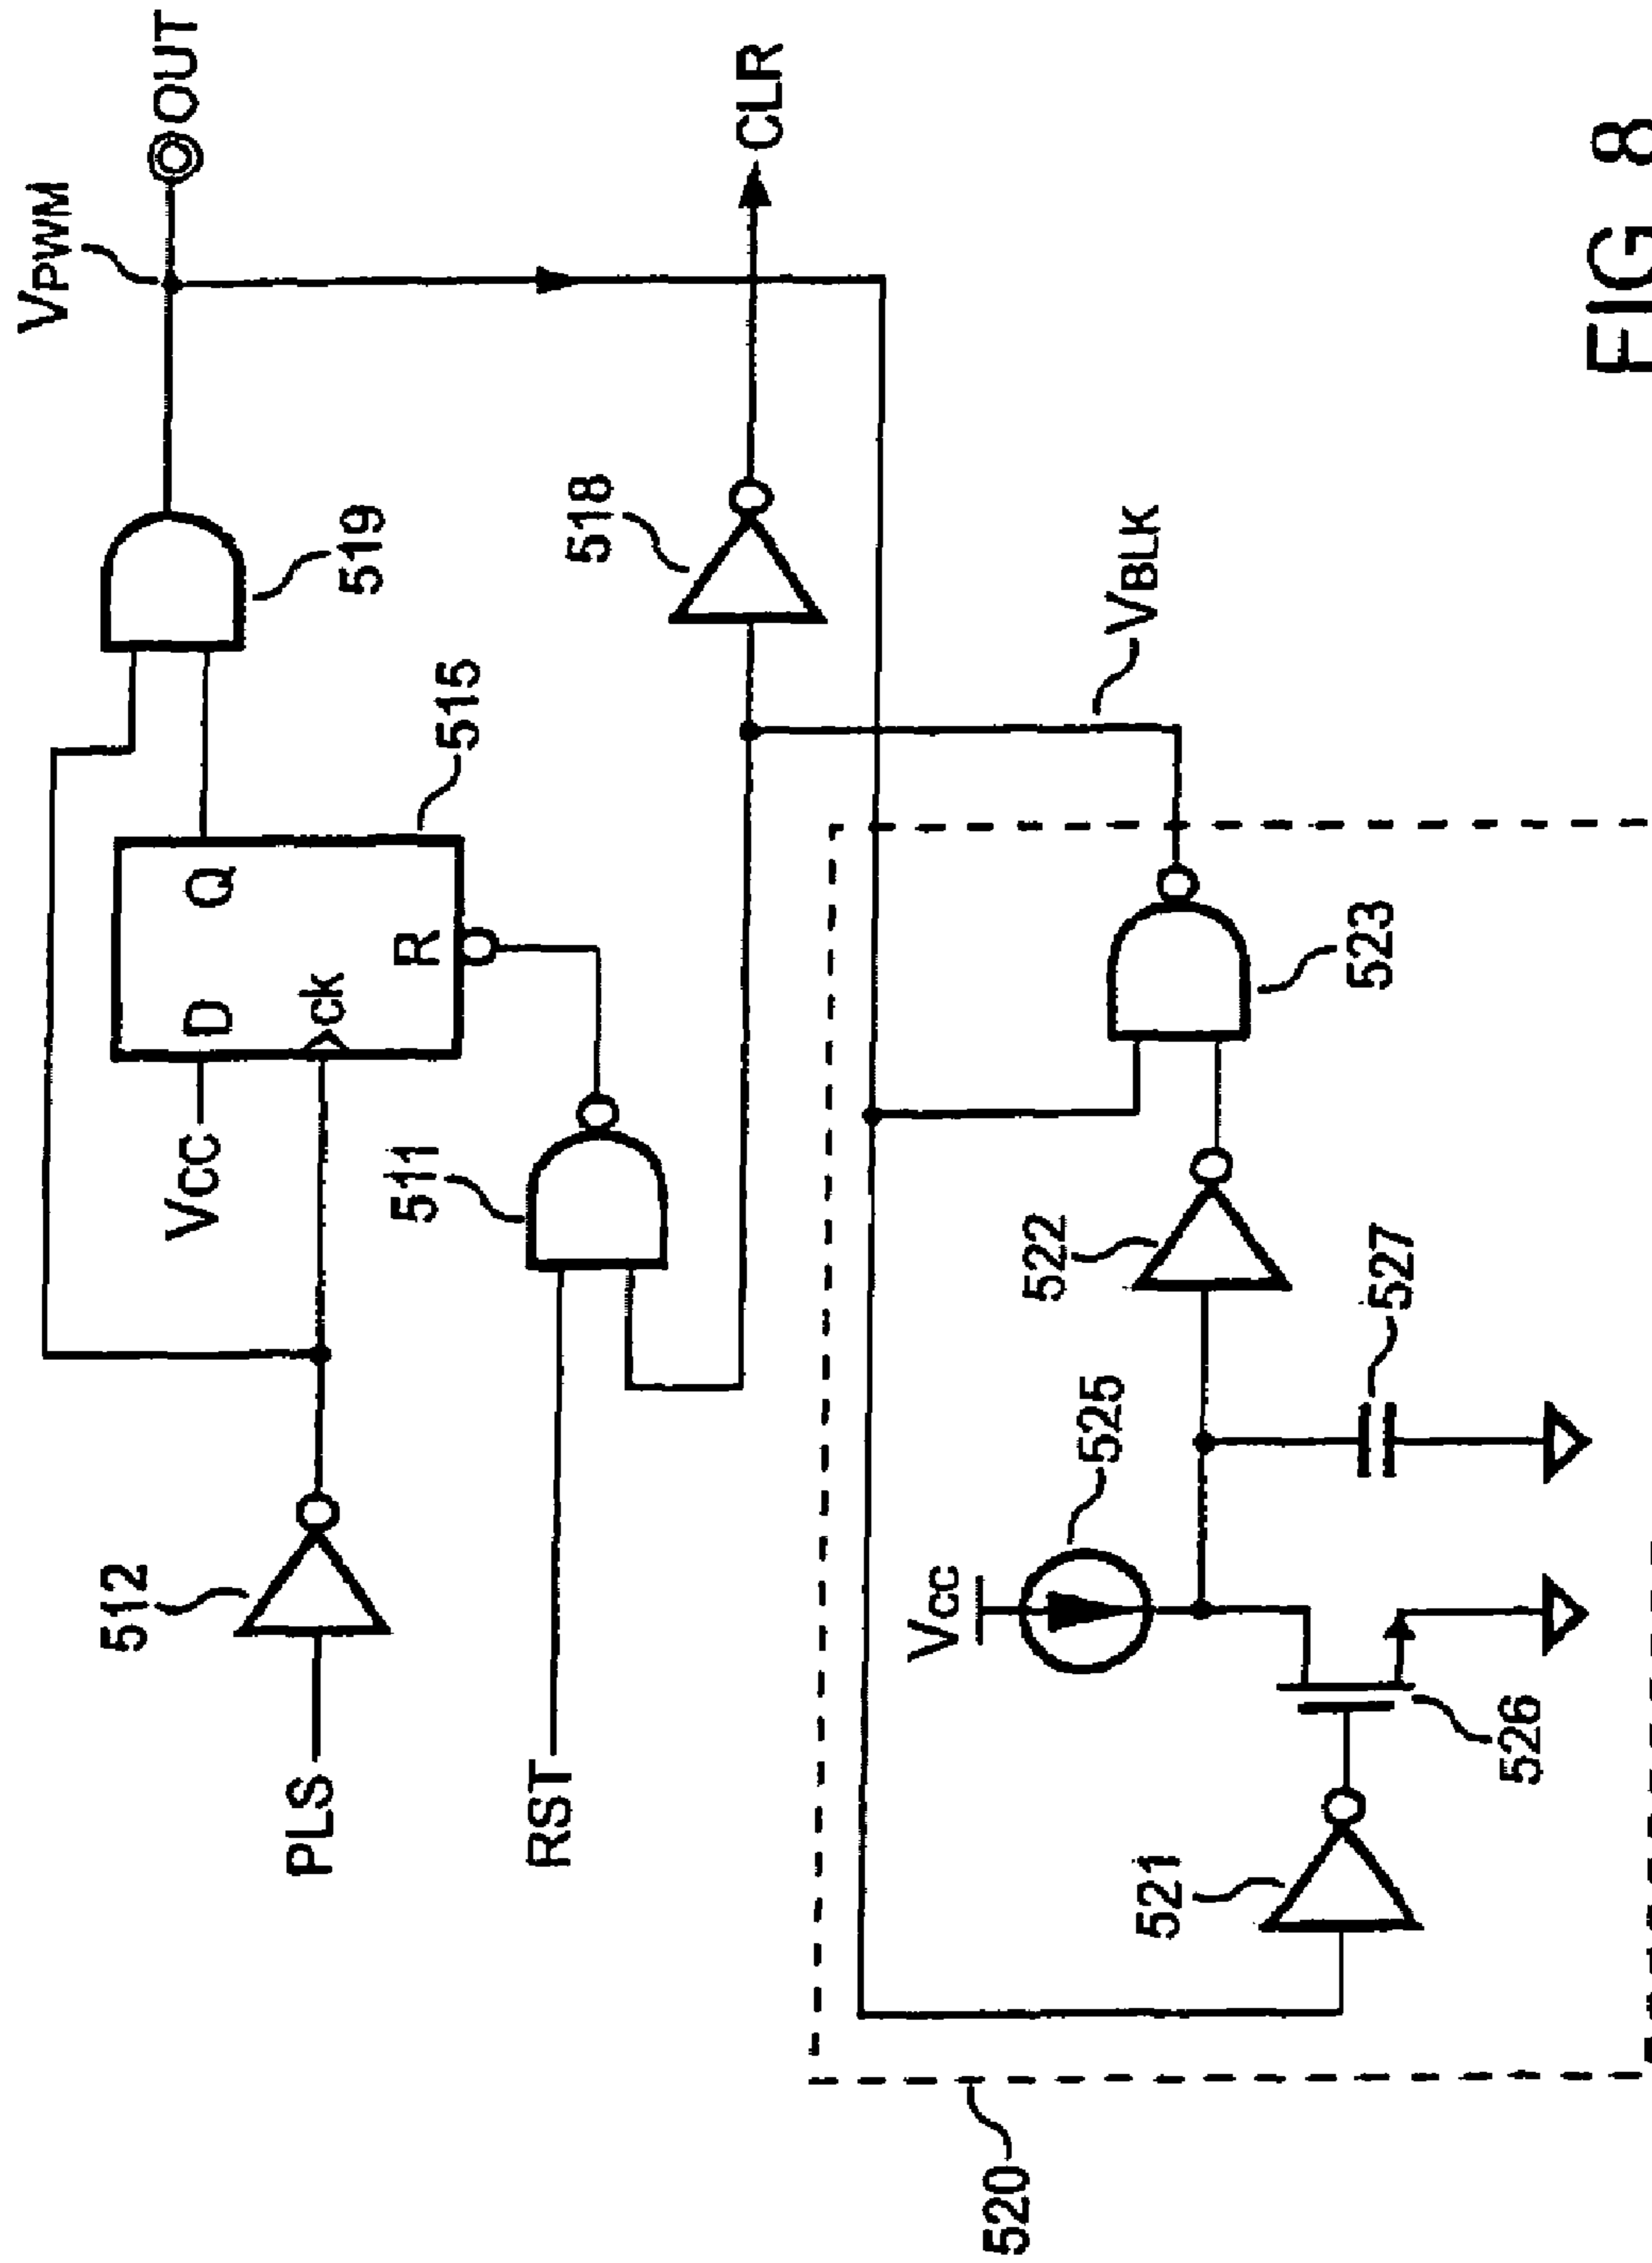 VPWM
OUT
519
512
VCC
D
Q
515
PLS
ck
R
511
518
CLR
RST
VCC
525
522
VBLK
521
526
527
523
520
FIG 8